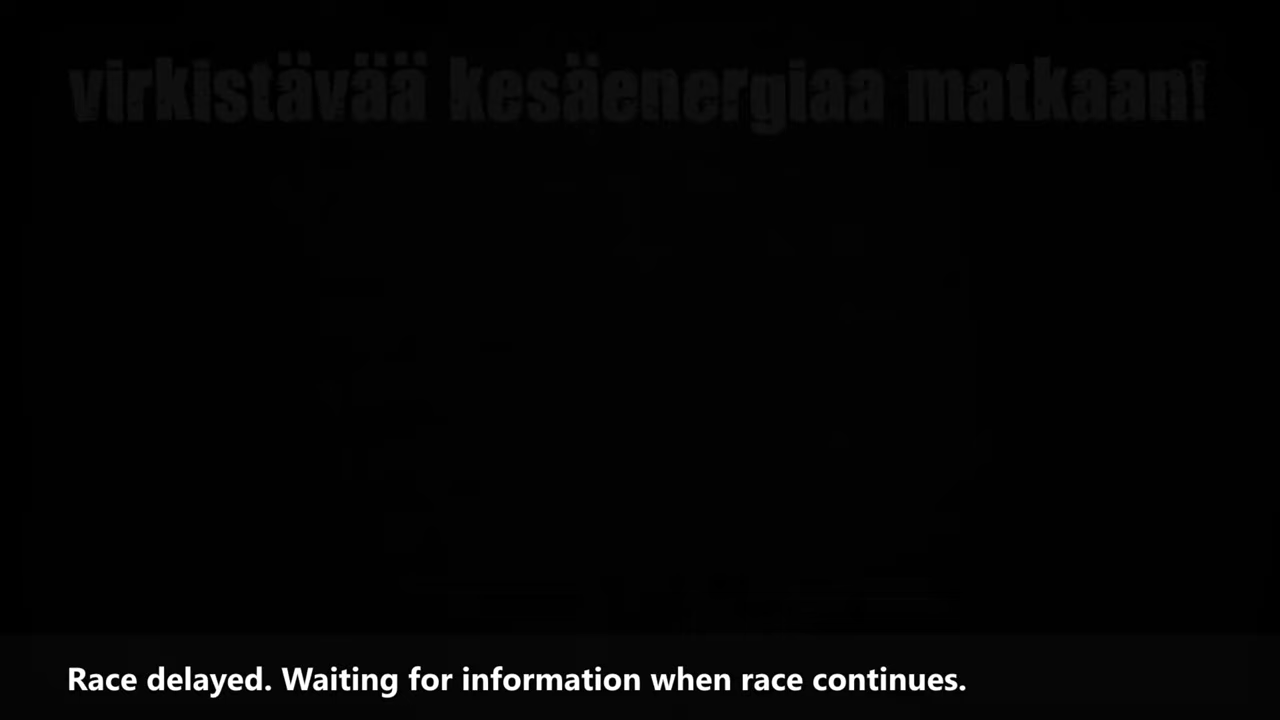 virkistävää kesäenergiaa matkaan!
Race delayed. Waiting for information when race continues.